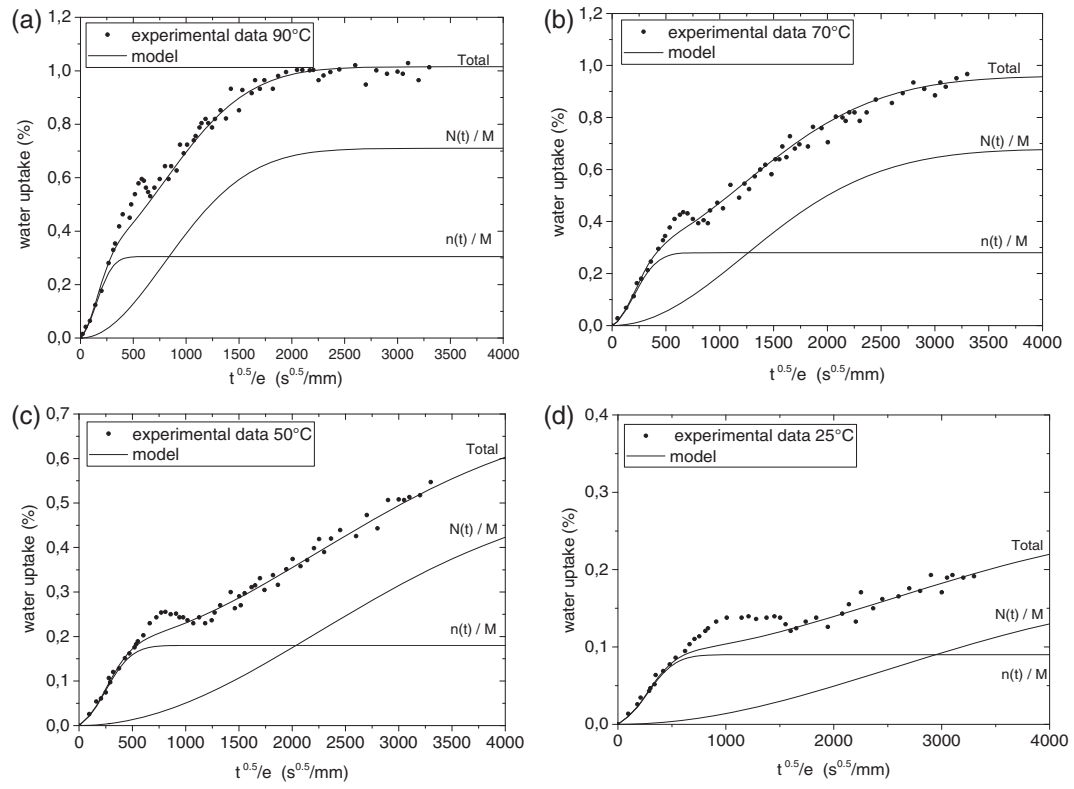 (a)
1,2
1,0
0,8
0,6
0,4
0,2
0,0
water uptake (%)
experimental data 90°C
model
Total
N(t) / M
n(t) / M
0 500 1000 1500 2000 2500 3000 3500 4000
t^0.5/e (s^0.5/mm)
(b)
1,2
1,0
0,8
0,6
0,4
0,2
0,0
water uptake (%)
experimental data 70°C
model
Total
N(t) / M
n(t) / M
0 500 1000 1500 2000 2500 3000 3500 4000
t^0.5/e (s^0.5/mm)
(c)
0,7
0,6
0,5
0,4
0,3
0,2
0,1
0,0
water uptake (%)
experimental data 50°C
model
Total
N(t) / M
n(t) / M
0 500 1000 1500 2000 2500 3000 3500 4000
t^0.5/e (s^0.5/mm)
(d)
0,4
0,3
0,2
0,1
0,0
water uptake (%)
experimental data 25°C
model
Total
N(t) / M
n(t) / M
0 1000 2000 3000 4000
t^0.5/e (s^0.5/mm)